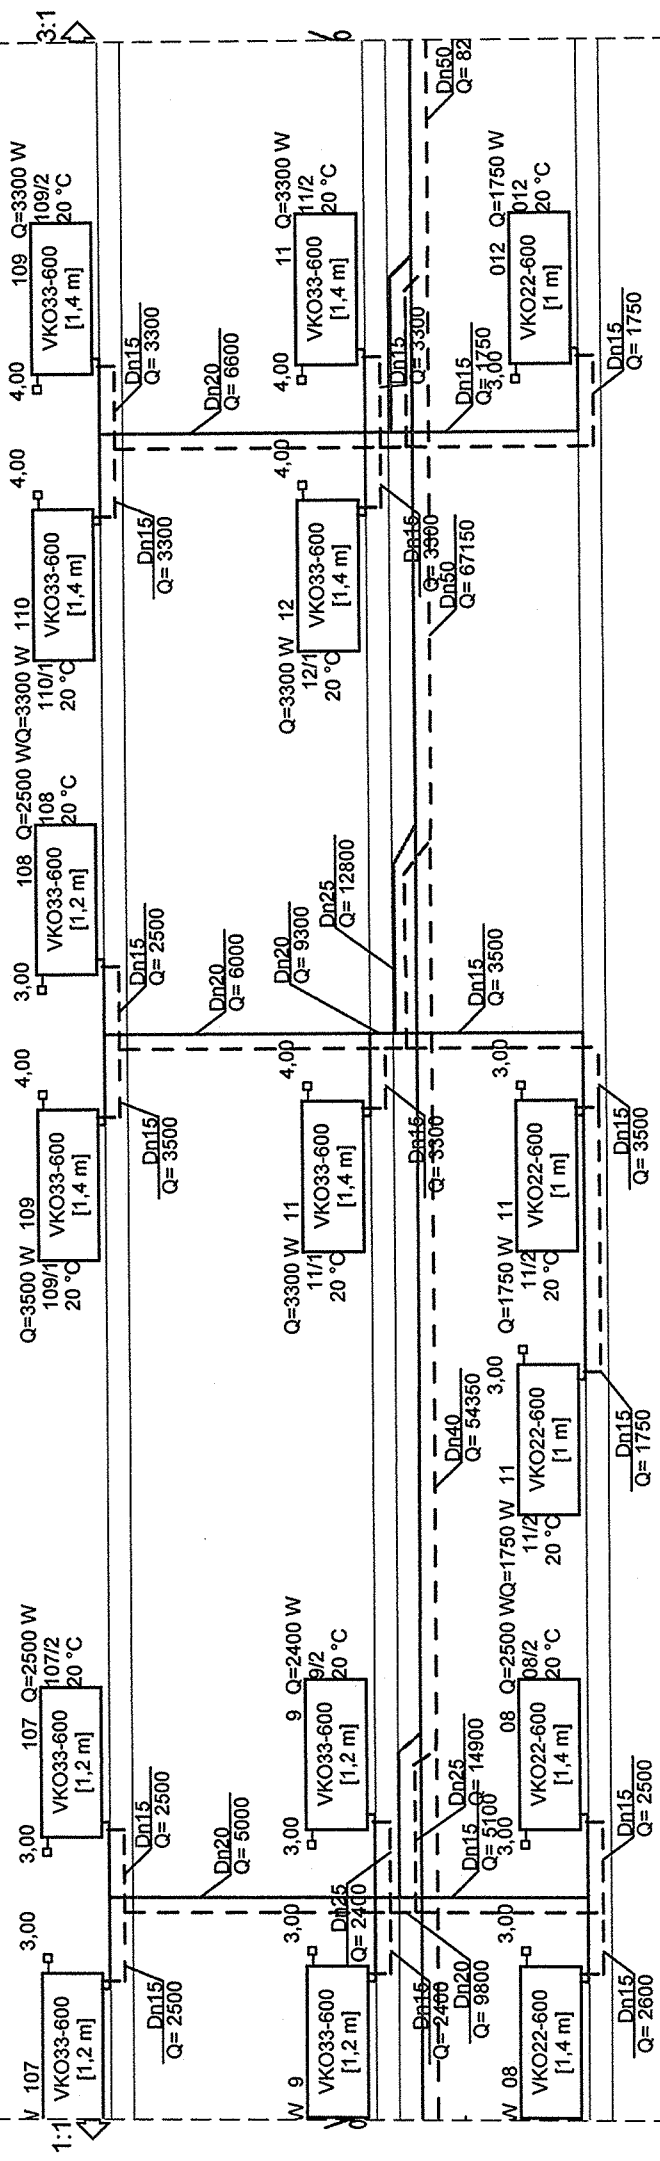 3:1
Q=3300 W
109
109/2
20 °C
VKO33-600
[1,4 m]
4,00
Dn15
Q= 3300
Dn20
Q= 6600
4,00
Dn15
Q= 3300
VKO33-600
[1,4 m]
110
Q=3300 W
110/1
20 °C
Q=2500 W
108
108
20 °C
VKO33-600
[1,2 m]
3,00
Dn15
Q= 2500
Dn20
Q= 6000
4,00
Dn15
Q= 3500
VKO33-600
[1,4 m]
Q=3500 W 109
109/1
20 °C
Q=2500 W
107
107/2
20 °C
VKO33-600
[1,2 m]
3,00
Dn15
Q= 2500
Dn20
Q= 5000
3,00
Dn15
Q= 2500
VKO33-600
[1,2 m]
W 107
1:1
Q=3300 W
11
11/2
20 °C
VKO33-600
[1,4 m]
4,00
Dn15
Q= 3300
4,00
VKO33-600
[1,4 m]
Q=3300 W 12
12/1
20 °C
Dn15
Q= 3300
Dn50
Q= 67150
Dn50
Q= 82
Dn25
Q= 12800
Dn20
Q= 9300
4,00
Dn15
Q= 3300
VKO33-600
[1,4 m]
Q=3300 W 11
11/1
20 °C
Dn40
Q= 54350
Q=2400 W
9
9/2
20 °C
VKO33-600
[1,2 m]
3,00
Dn25
Q= 14900
Dn25
Q= 2400
3,00
Dn15
Q= 2400
Dn20
Q= 9800
VKO33-600
[1,2 m]
W 9
Q=1750 W
012
012
20 °C
VKO22-600
[1 m]
3,00
Dn15
Q= 1750
Dn15
Q= 1750
Dn15
Q= 3500
3,00
Dn15
Q= 3500
VKO22-600
[1 m]
Q=1750 W 11
11/2
20 °C
3,00
VKO22-600
[1 m]
Dn15
Q= 1750
Q=1750 W 11
11/2
20 °C
Q=2500 W
08
08/2
20 °C
VKO22-600
[1,4 m]
3,00
Dn15
Q= 5100
Dn15
Q= 2500
3,00
Dn15
Q= 2600
VKO22-600
[1,4 m]
W 08